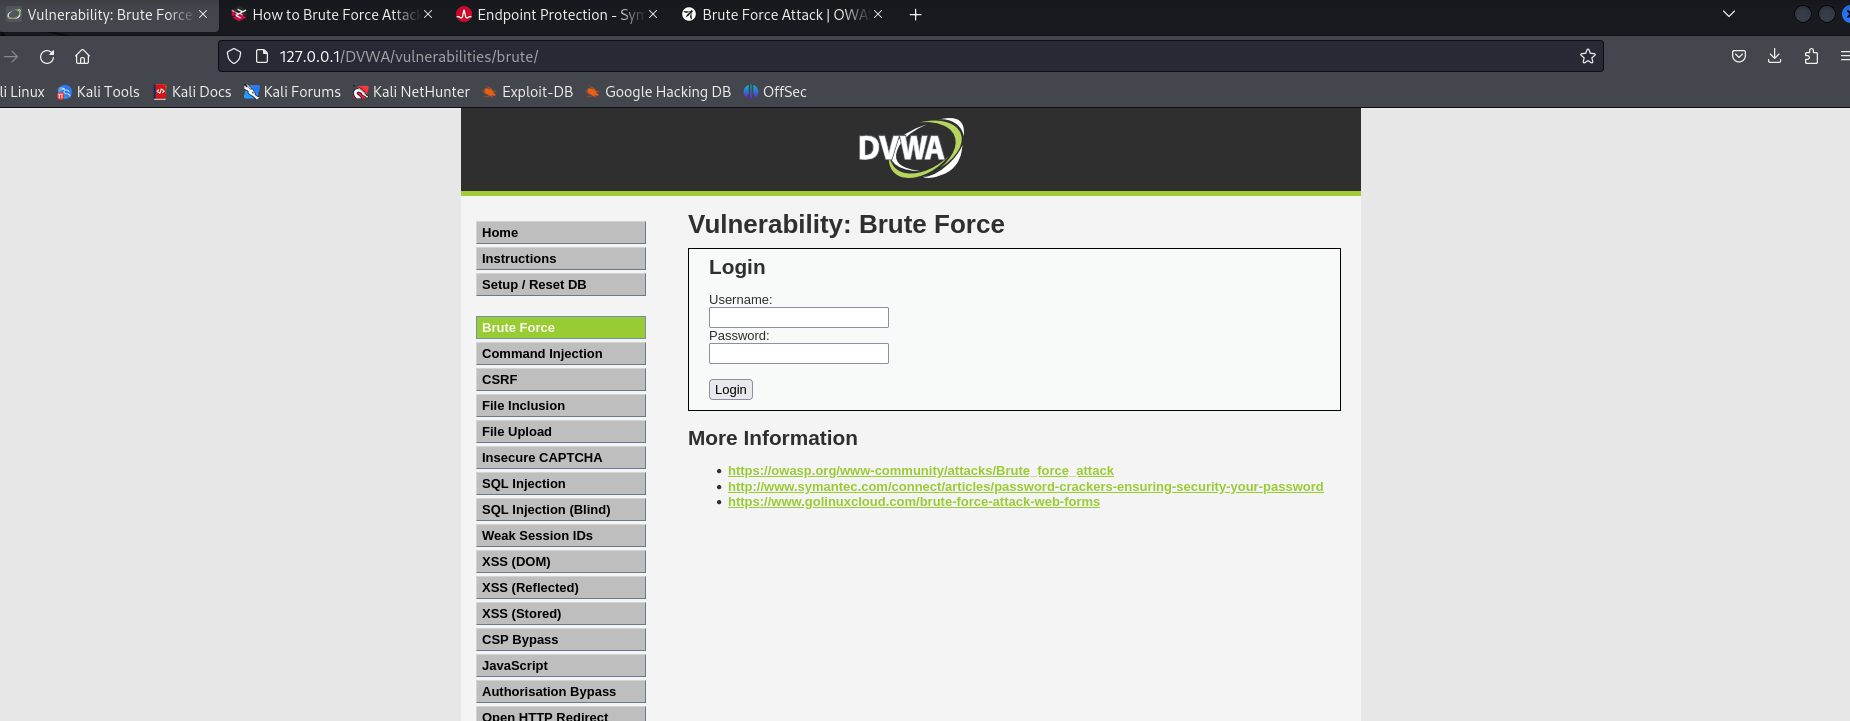 Vulnerability: Brute Force
How to Brute Force Attac
Endpoint Protection - Sym
Brute Force Attack | OWA
127.0.0.1/DVWA/vulnerabilities/brute/
li Linux Kali Tools Kali Docs Kali Forums Kali NetHunter Exploit-DB Google Hacking DB OffSec
DVWA
Home
Instructions
Setup / Reset DB
Brute Force
Command Injection
CSRF
File Inclusion
File Upload
Insecure CAPTCHA
SQL Injection
SQL Injection (Blind)
Weak Session IDs
XSS (DOM)
XSS (Reflected)
XSS (Stored)
CSP Bypass
JavaScript
Authorisation Bypass
Open HTTP Redirect
Vulnerability: Brute Force
Login
Username:
Password:
Login
More Information
• https://owasp.org/www-community/attacks/Brute_force_attack
• http://www.symantec.com/connect/articles/password-crackers-ensuring-security-your-password
• https://www.golinuxcloud.com/brute-force-attack-web-forms